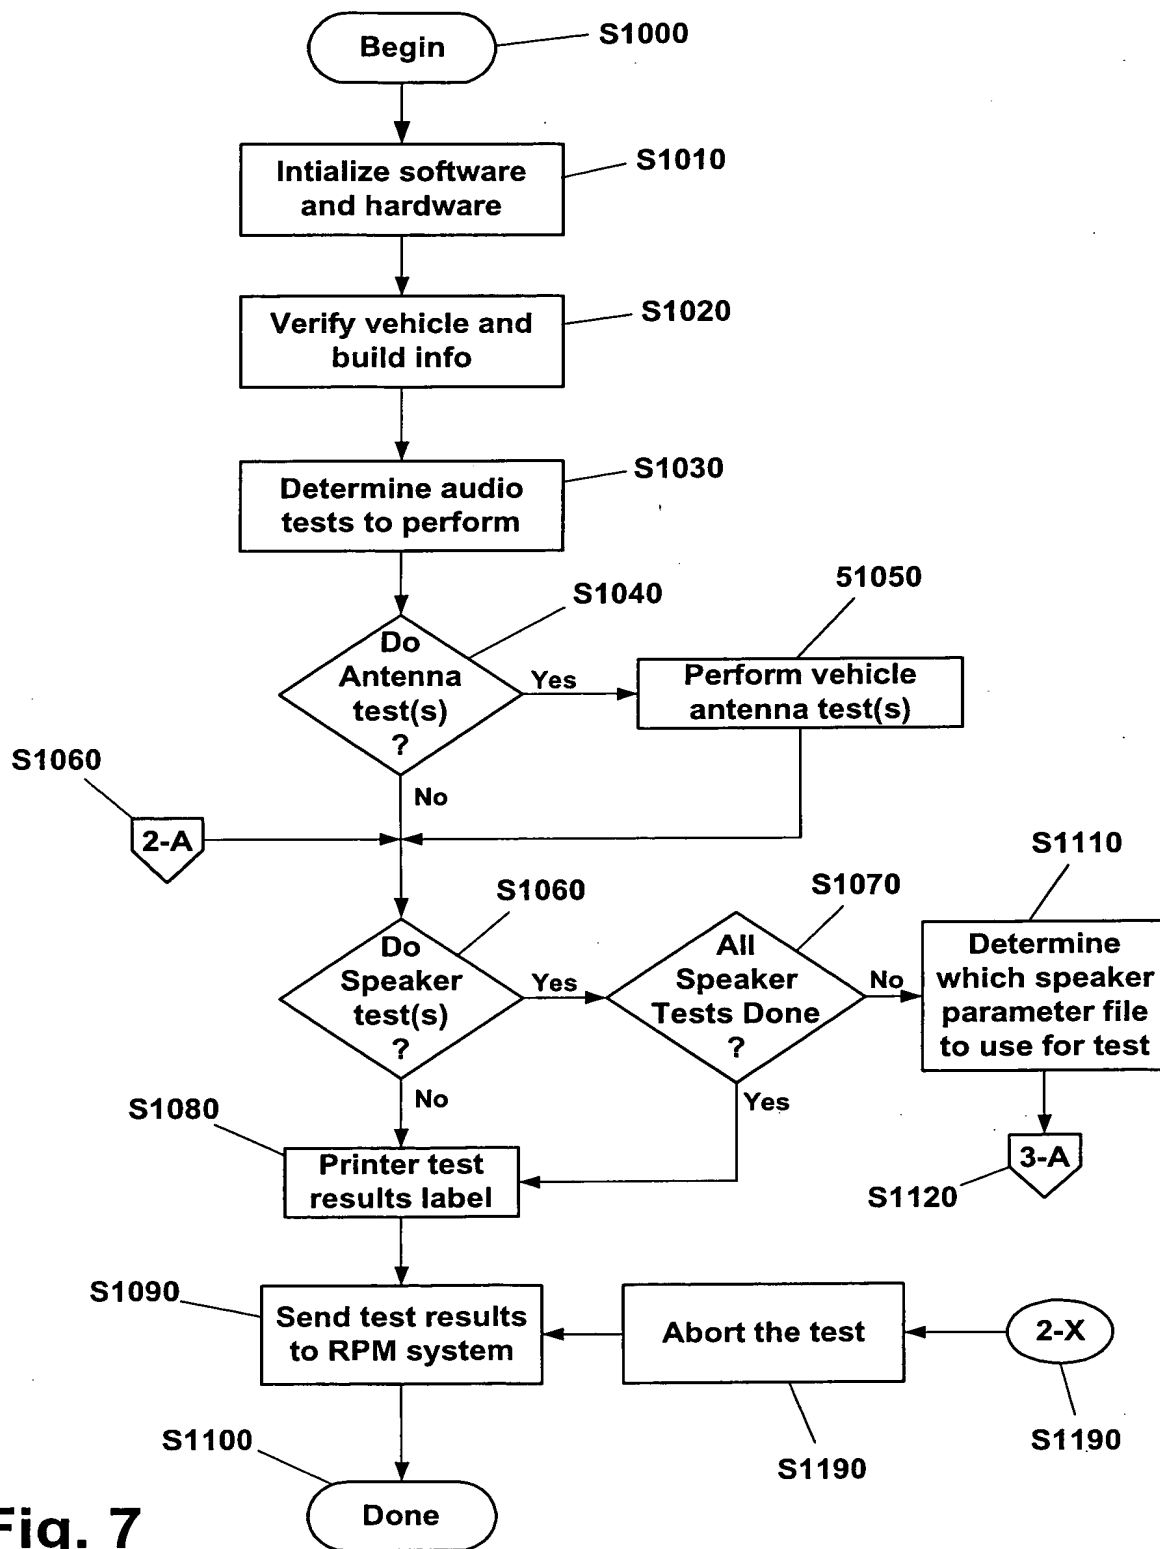 Begin
S1000
Intialize software
and hardware
S1010
Verify vehicle and
build info
S1020
Determine audio
tests to perform
S1030
Do
Antenna
test(s)
?
S1040
Yes
No
Perform vehicle
antenna test(s)
51050
S1060
2-A
Do
Speaker
test(s)
?
S1060
Yes
No
All
Speaker
Tests Done
?
S1070
No
Yes
Determine
which speaker
parameter file
to use for test
S1110
3-A
S1120
S1080
Printer test
results label
S1090
Send test results
to RPM system
Abort the test
S1190
2-X
S1190
S1100
Done
Fig. 7